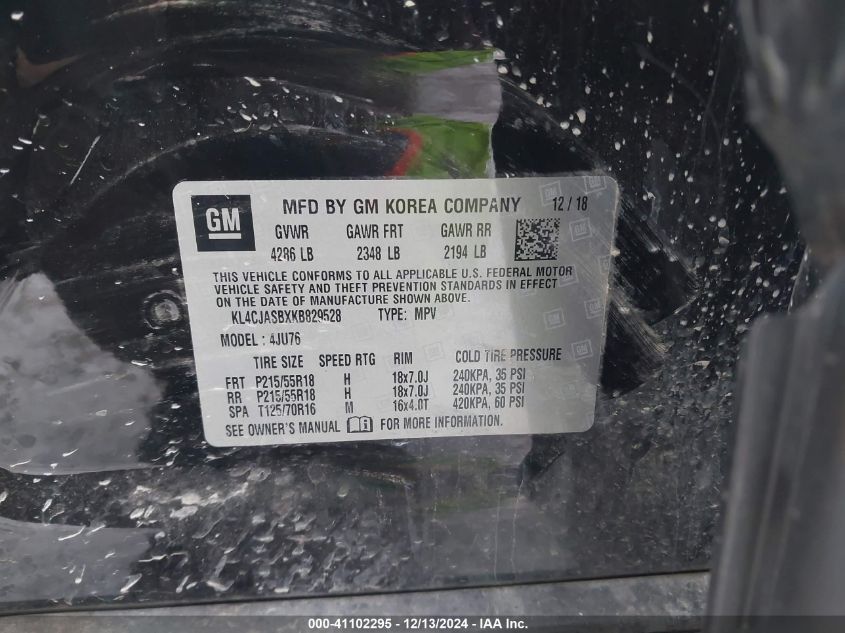 GM MFD BY GM KOREA COMPANY 12/18
GVWR GAWR FRT GAWR RR
4286 LB 2348 LB 2194 LB
THIS VEHICLE CONFORMS TO ALL APPLICABLE U.S. FEDERAL MOTOR
VEHICLE SAFETY AND THEFT PREVENTION STANDARDS IN EFFECT
ON THE DATE OF MANUFACTURE SHOWN ABOVE.
KL4CJASBXKB829528 TYPE: MPV
MODEL: 4JU76
TIRE SIZE SPEED RTG RIM COLD TIRE PRESSURE
FRT P215/55R18 H 18x7.0J 240KPA, 35 PSI
RR P215/55R18 H 18x7.0J 240KPA, 35 PSI
SPA T125/70R16 M 16x4.0T 420KPA, 60 PSI
SEE OWNER'S MANUAL FOR MORE INFORMATION.
000-41102295 - 12/13/2024 - IAA Inc.